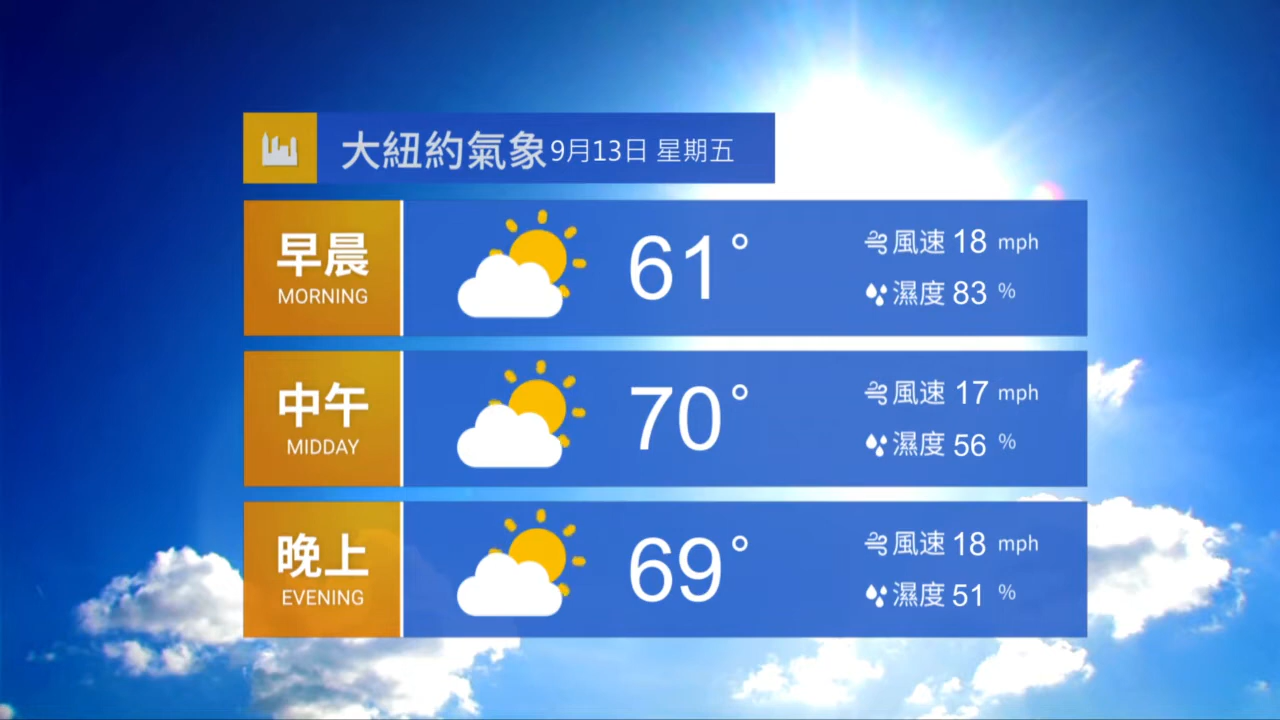 大紐約氣象 9月13日 星期五
早晨
MORNING
61°
風速 18 mph
濕度 83 %
中午
MIDDAY
70°
風速 17 mph
濕度 56 %
晚上
EVENING
69°
風速 18 mph
濕度 51 %